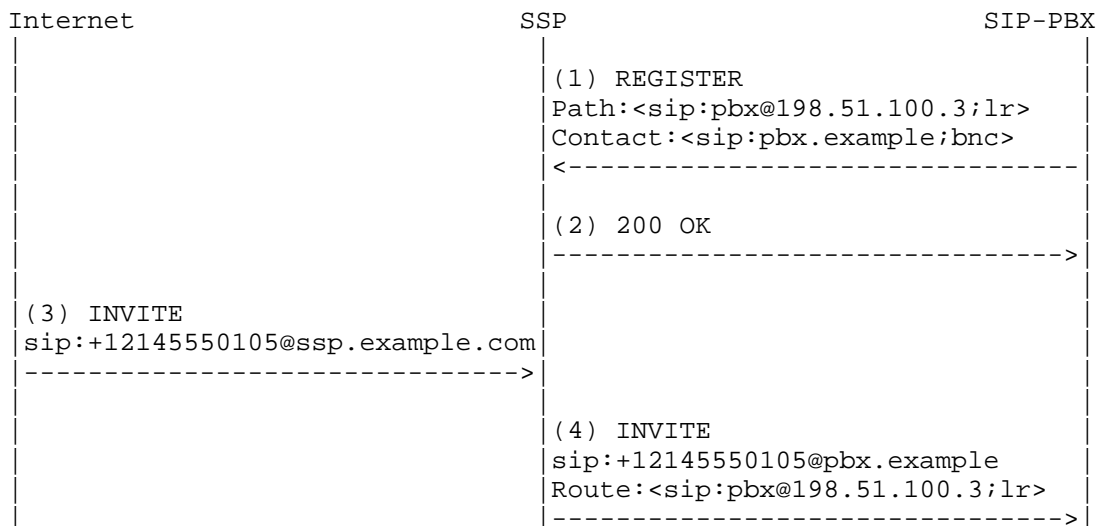 Internet SSP SIP-PBX
(1) REGISTER
Path:<sip:pbx@198.51.100.3;lr>
Contact:<sip:pbx.example;bnc>
(2) 200 OK
(3) INVITE
sip:+12145550105@ssp.example.com
(4) INVITE
sip:+12145550105@pbx.example
Route:<sip:pbx@198.51.100.3;lr>